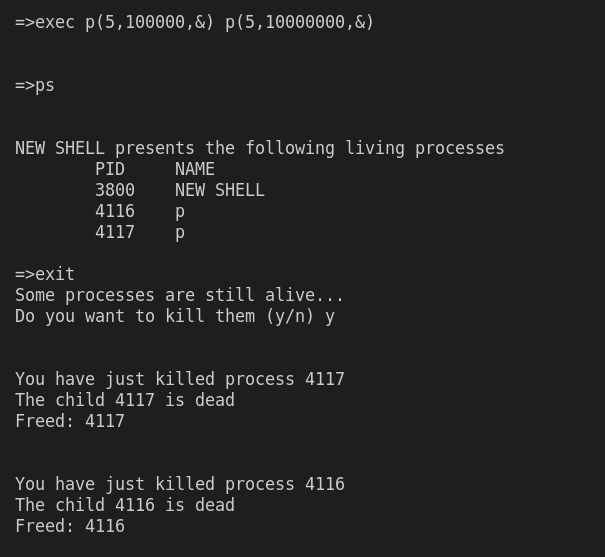 =>exec p(5,100000,&) p(5,10000000,&)
=>ps
NEW SHELL presents the following living processes
PID NAME
3800 NEW SHELL
4116 p
4117 p
=>exit
Some processes are still alive...
Do you want to kill them (y/n) y
You have just killed process 4117
The child 4117 is dead
Freed: 4117
You have just killed process 4116
The child 4116 is dead
Freed: 4116